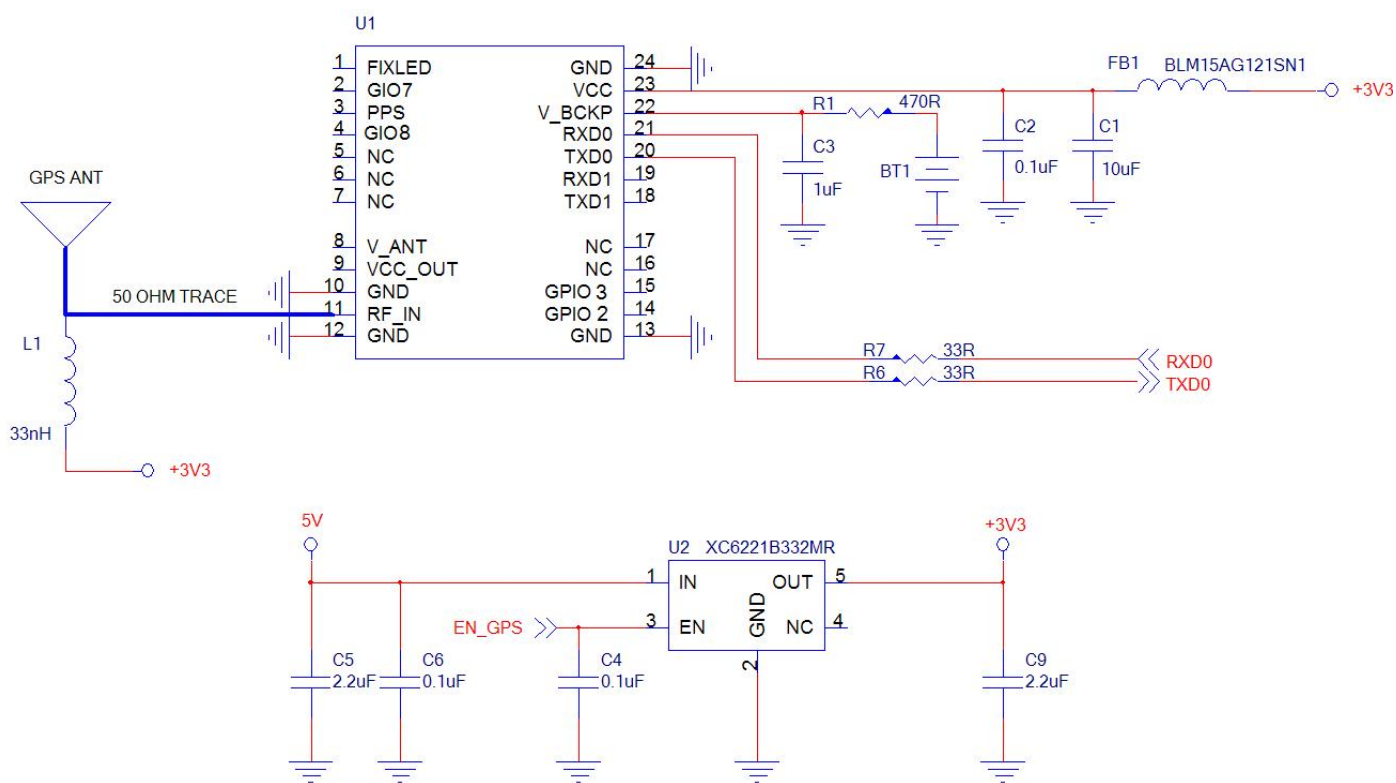 U1
1 FIXLED
2 GIO7
3 PPS
4 GIO8
5 NC
6 NC
7 NC
8 V_ANT
9 VCC_OUT
10 GND
11 RF_IN
12 GND
GND 24
VCC 23
V_BCKP 22
RXD0 21
TXD0 20
RXD1 19
TXD1 18
NC 17
NC 16
GPIO 3 15
GPIO 2 14
GND 13
GPS ANT
50 OHM TRACE
L1
33nH
+3V3
FB1 BLM15AG121SN1
+3V3
R1 470R
C3
1uF
BT1
C2
0.1uF
C1
10uF
R7 33R
RXD0
R6 33R
TXD0
5V
C5
2.2uF
C6
0.1uF
EN_GPS
C4
0.1uF
U2 XC6221B332MR
1 IN
3 EN
GND
2
OUT 5
NC 4
+3V3
C9
2.2uF